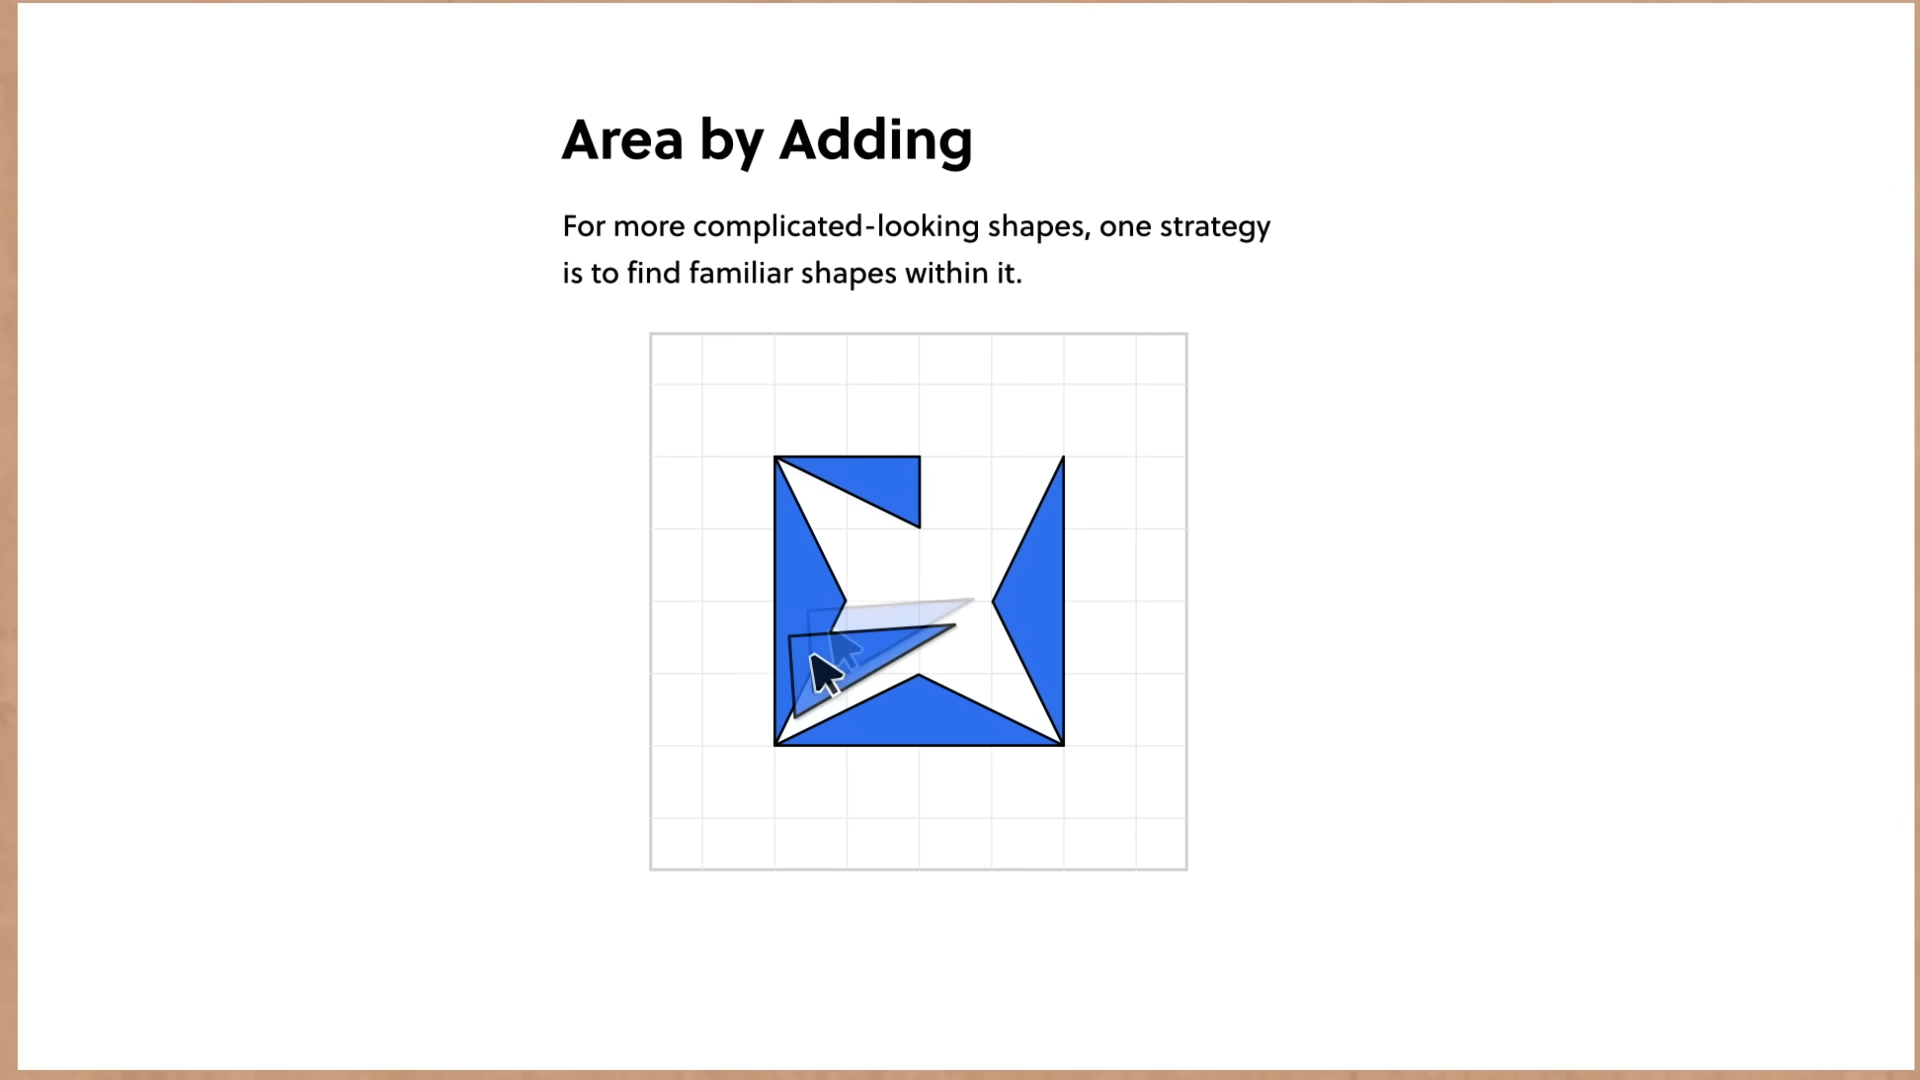 Area by Adding
For more complicated-looking shapes, one strategy
is to find familiar shapes within it.